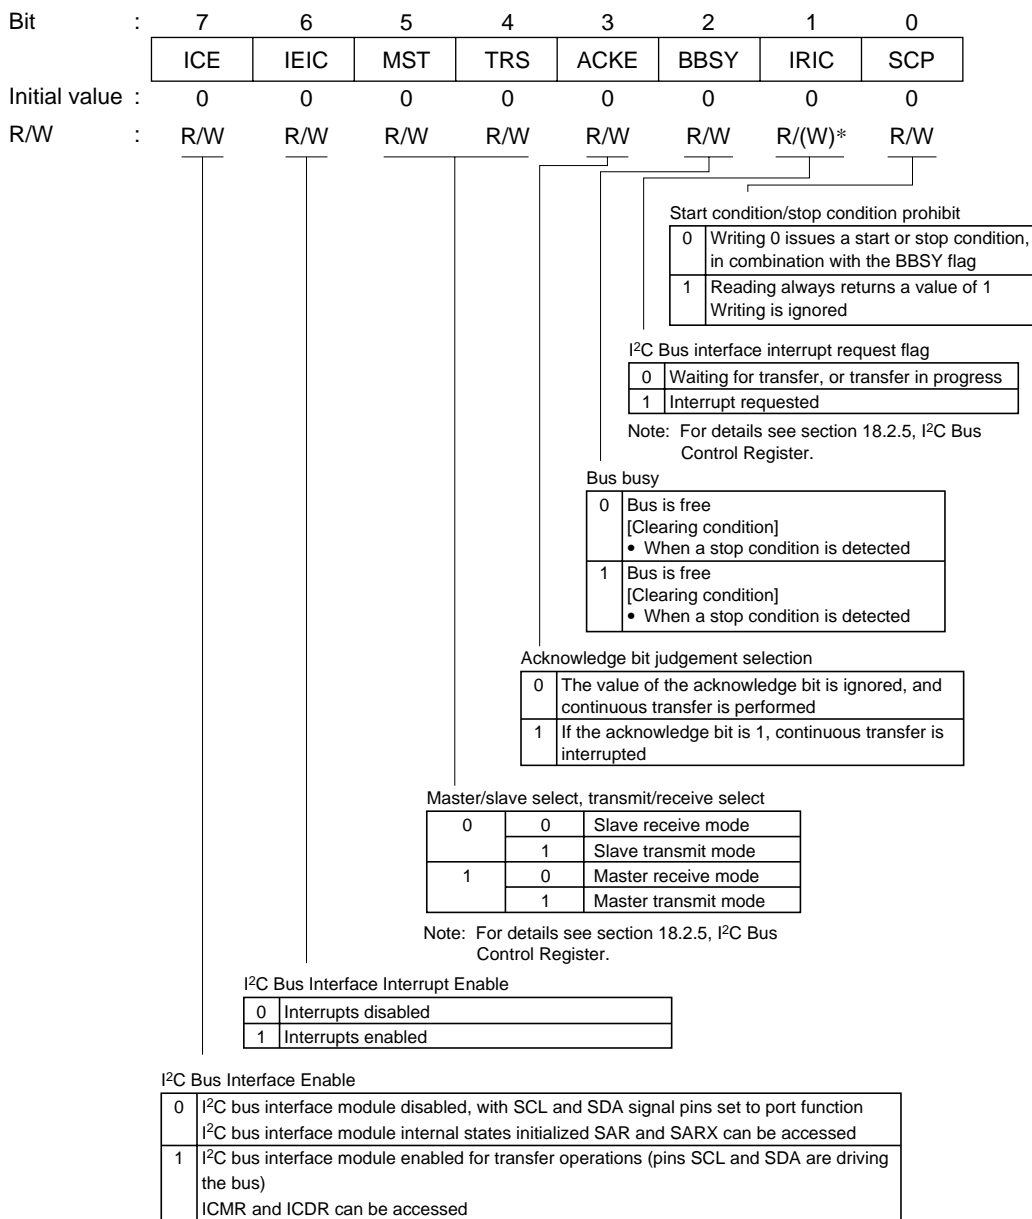 Bit : 7 6 5 4 3 2 1 0
ICE IEIC MST TRS ACKE BBSY IRIC SCP
Initial value : 0 0 0 0 0 0 0 0
R/W : R/W R/W R/W R/W R/W R/W R/(W)* R/W
Start condition/stop condition prohibit
0 Writing 0 issues a start or stop condition,
in combination with the BBSY flag
1 Reading always returns a value of 1
Writing is ignored
I²C Bus interface interrupt request flag
0 Waiting for transfer, or transfer in progress
1 Interrupt requested
Note: For details see section 18.2.5, I²C Bus
Control Register.
Bus busy
0 Bus is free
[Clearing condition]
• When a stop condition is detected
1 Bus is free
[Clearing condition]
• When a stop condition is detected
Acknowledge bit judgement selection
0 The value of the acknowledge bit is ignored, and
continuous transfer is performed
1 If the acknowledge bit is 1, continuous transfer is
interrupted
Master/slave select, transmit/receive select
0 0 Slave receive mode
1 Slave transmit mode
1 0 Master receive mode
1 Master transmit mode
Note: For details see section 18.2.5, I²C Bus
Control Register.
I²C Bus Interface Interrupt Enable
0 Interrupts disabled
1 Interrupts enabled
I²C Bus Interface Enable
0 I²C bus interface module disabled, with SCL and SDA signal pins set to port function
I²C bus interface module internal states initialized SAR and SARX can be accessed
1 I²C bus interface module enabled for transfer operations (pins SCL and SDA are driving
the bus)
ICMR and ICDR can be accessed